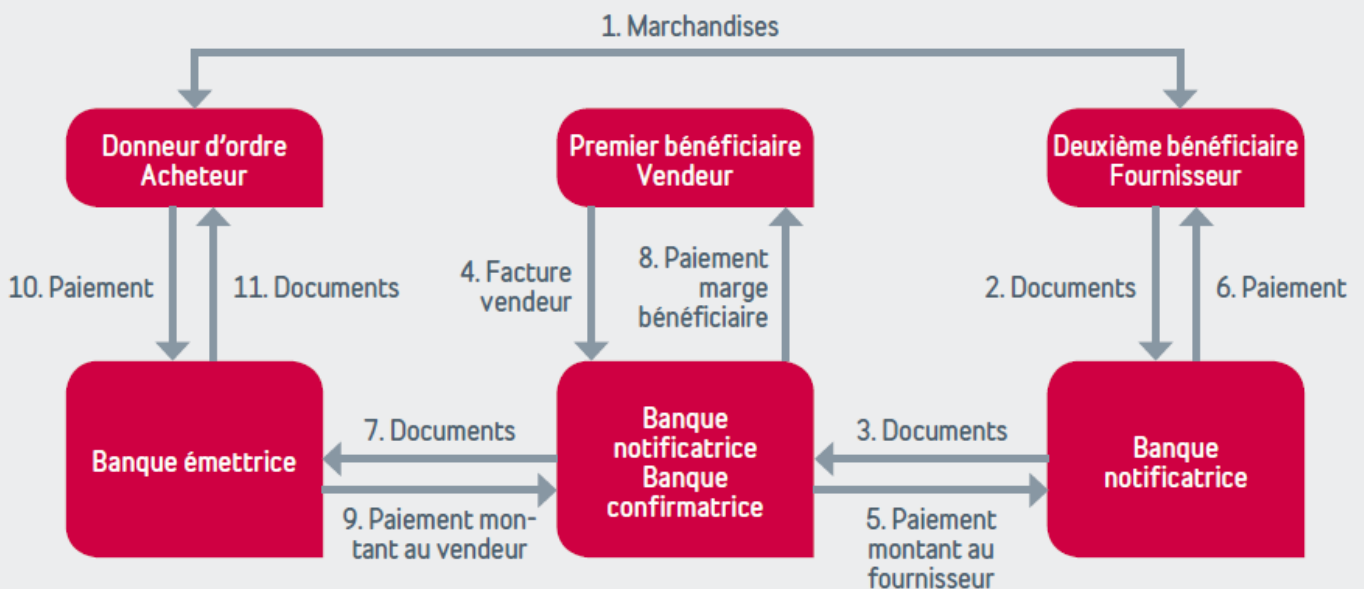 1. Marchandises
Donneur d'ordre
Acheteur
Premier bénéficiaire
Vendeur
Deuxième bénéficiaire
Fournisseur
10. Paiement
11. Documents
4. Facture
vendeur
8. Paiement
marge
bénéficiaire
2. Documents
6. Paiement
Banque émettrice
7. Documents
9. Paiement mon-
tant au vendeur
Banque
notificatrice
Banque
confirmatrice
3. Documents
5. Paiement
montant au
fournisseur
Banque
notificatrice